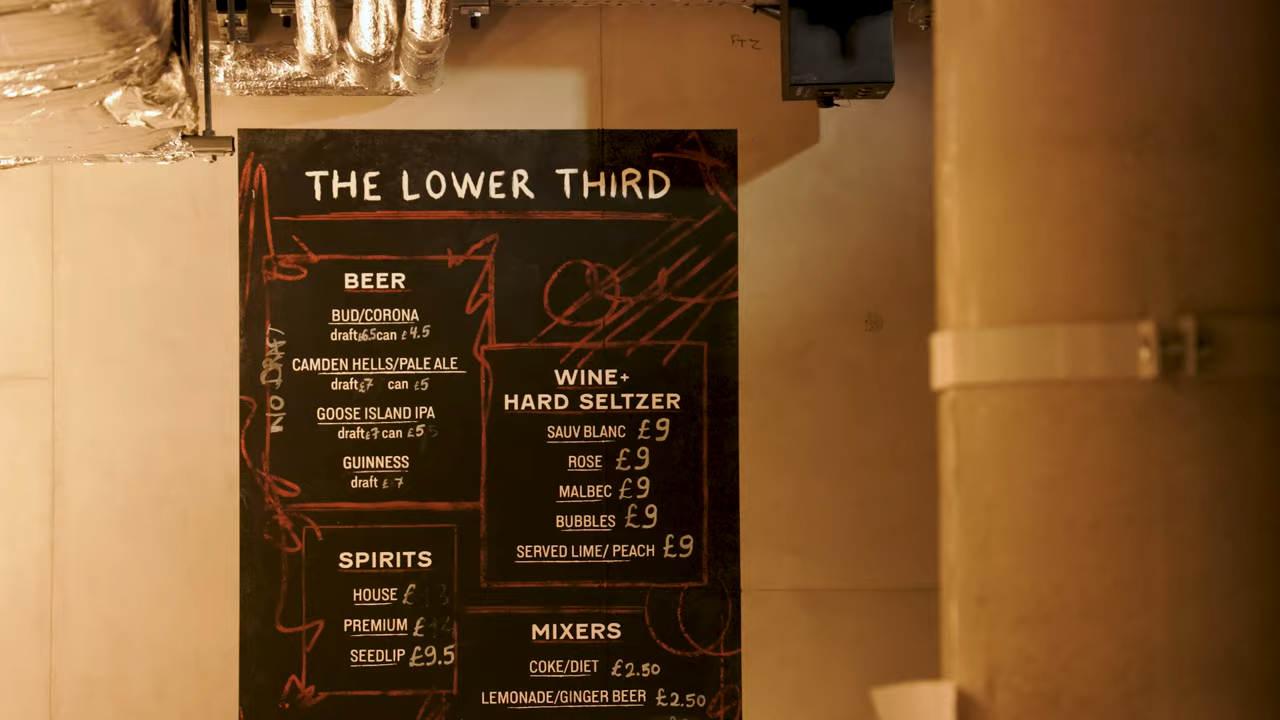 THE LOWER THIRD
BEER
BUD/CORONA
draft £6.5 can £4.5
CAMDEN HELLS/PALE ALE
draft £7 can £5
GOOSE ISLAND IPA
draft £7 can £5
GUINNESS
draft £7
NO DRAFT
WINE+
HARD SELTZER
SAUV BLANC £9
ROSE £9
MALBEC £9
BUBBLES £9
SERVED LIME/ PEACH £9
SPIRITS
HOUSE £
PREMIUM £
SEEDLIP £9.5
MIXERS
COKE/DIET £2.50
LEMONADE/GINGER BEER £2.50